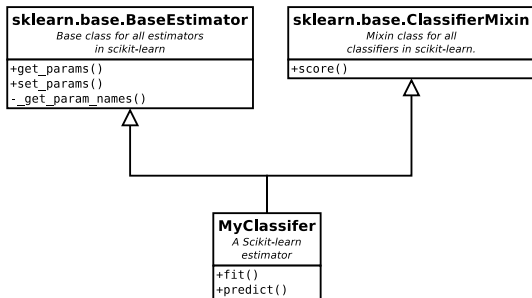 sklearn.base.BaseEstimator
Base class for all estimators
in scikit-learn
+get_params()
+set_params()
-_get_param_names()
sklearn.base.ClassifierMixin
Mixin class for all
classifiers in scikit-learn.
+score()
MyClassifer
A Scikit-learn
estimator
+fit()
+predict()